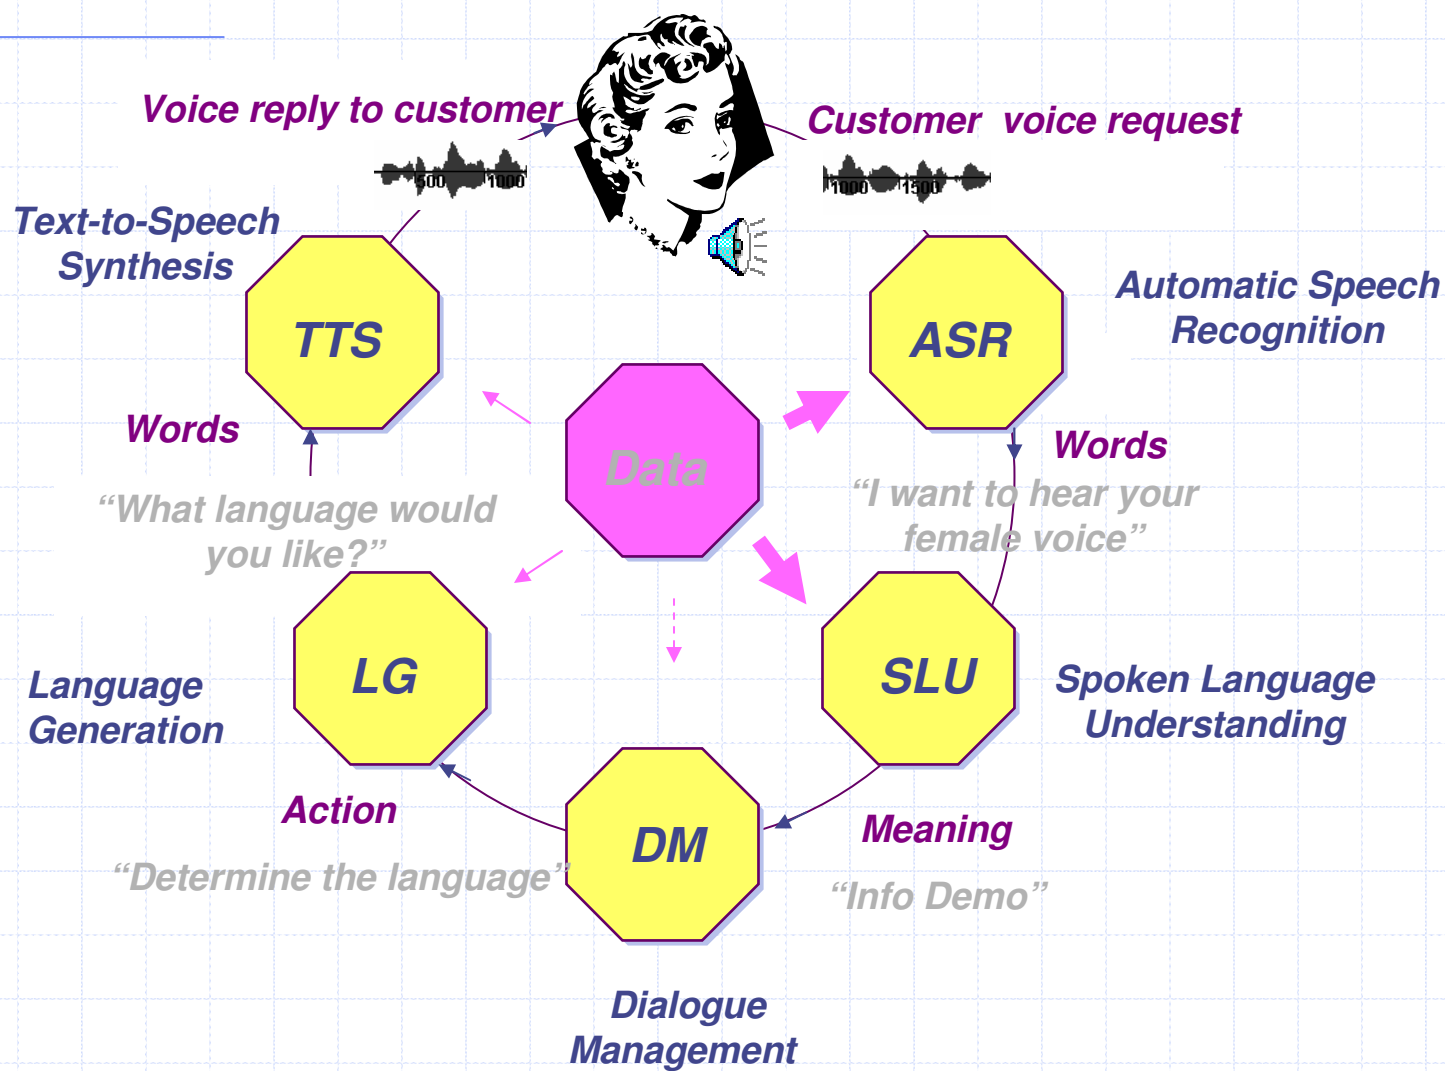 Voice reply to customer
Customer voice request
500 1000
1000 1500
Text-to-Speech
Synthesis
TTS
ASR
Automatic Speech
Recognition
Words
Data
Words
“What language would
you like?”
“I want to hear your
female voice”
LG
SLU
Language
Generation
Spoken Language
Understanding
Action
DM
Meaning
“Determine the language”
“Info Demo”
Dialogue
Management